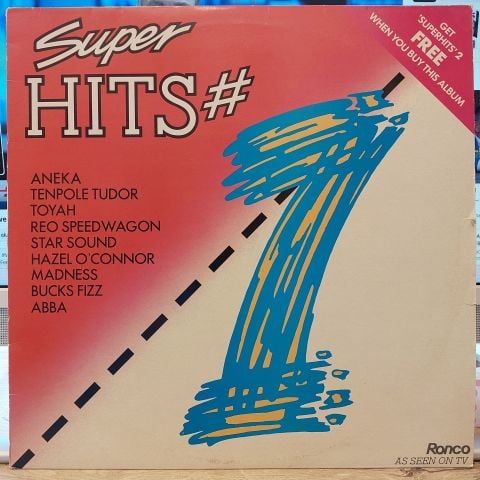 Super
HITS# 1
GET
SUPERHITS '2
FREE
WHEN YOU BUY THIS ALBUM
ANEKA
TENPOLE TUDOR
TOYAH
REO SPEEDWAGON
STAR SOUND
HAZEL O'CONNOR
MADNESS
BUCKS FIZZ
ABBA
Ronco
AS SEEN ON TV